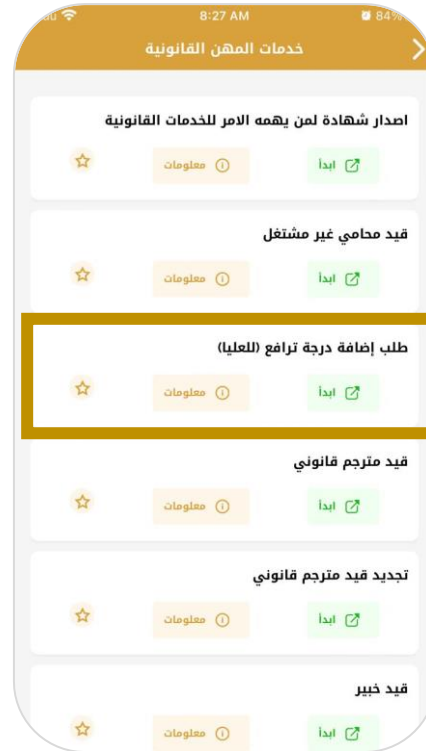 8:27 AM
84%
خدمات المهن القانونية
اصدار شهادة لمن يهمه الامر للخدمات القانونية
ابدأ
معلومات
قيد محامي غير مشتغل
ابدأ
معلومات
طلب إضافة درجة ترافع (للعليا)
ابدأ
معلومات
قيد مترجم قانوني
ابدأ
معلومات
تجديد قيد مترجم قانوني
ابدأ
معلومات
قيد خبير
ابدأ
معلومات